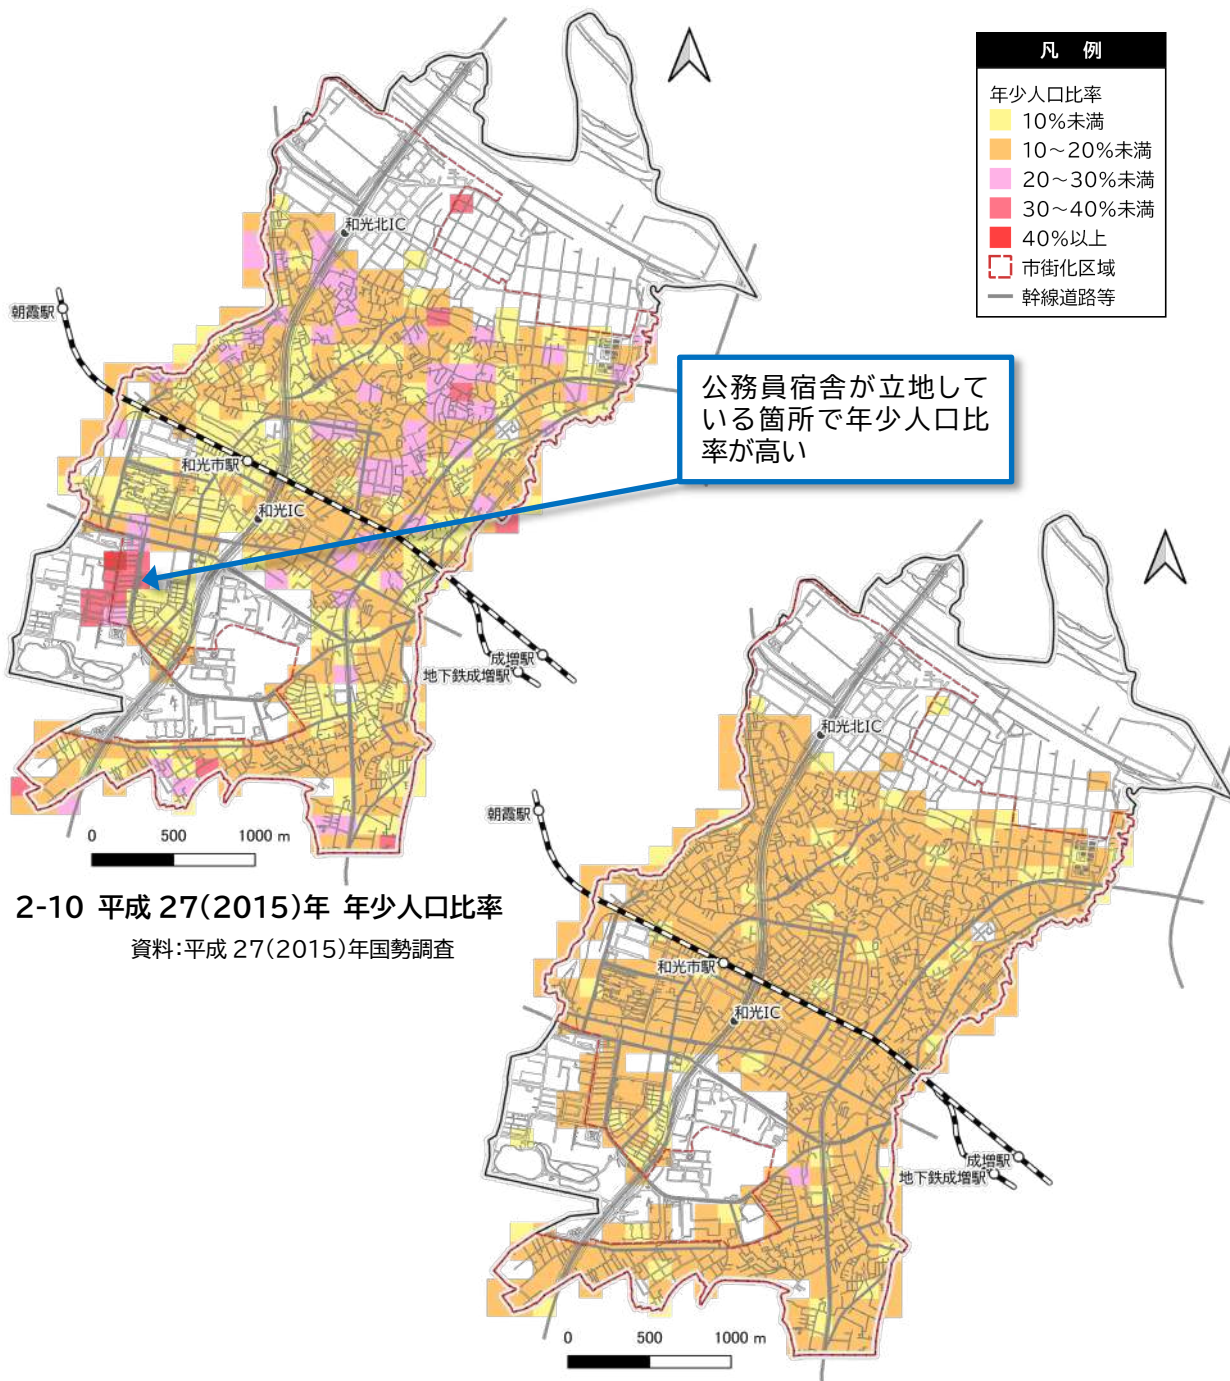 凡 例
年少人口比率
10%未満
10~20%未満
20~30%未満
30~40%未満
40%以上
市街化区域
幹線道路等
和光北IC
朝霞駅
公務員宿舎が立地して
いる箇所で年少人口比
率が高い
和光市駅
和光IC
成増駅
地下鉄成増駅
0 500 1000 m
2-10 平成 27(2015)年 年少人口比率
資料:平成 27(2015)年国勢調査
和光北IC
朝霞駅
和光市駅
和光IC
成増駅
地下鉄成増駅
0 500 1000 m